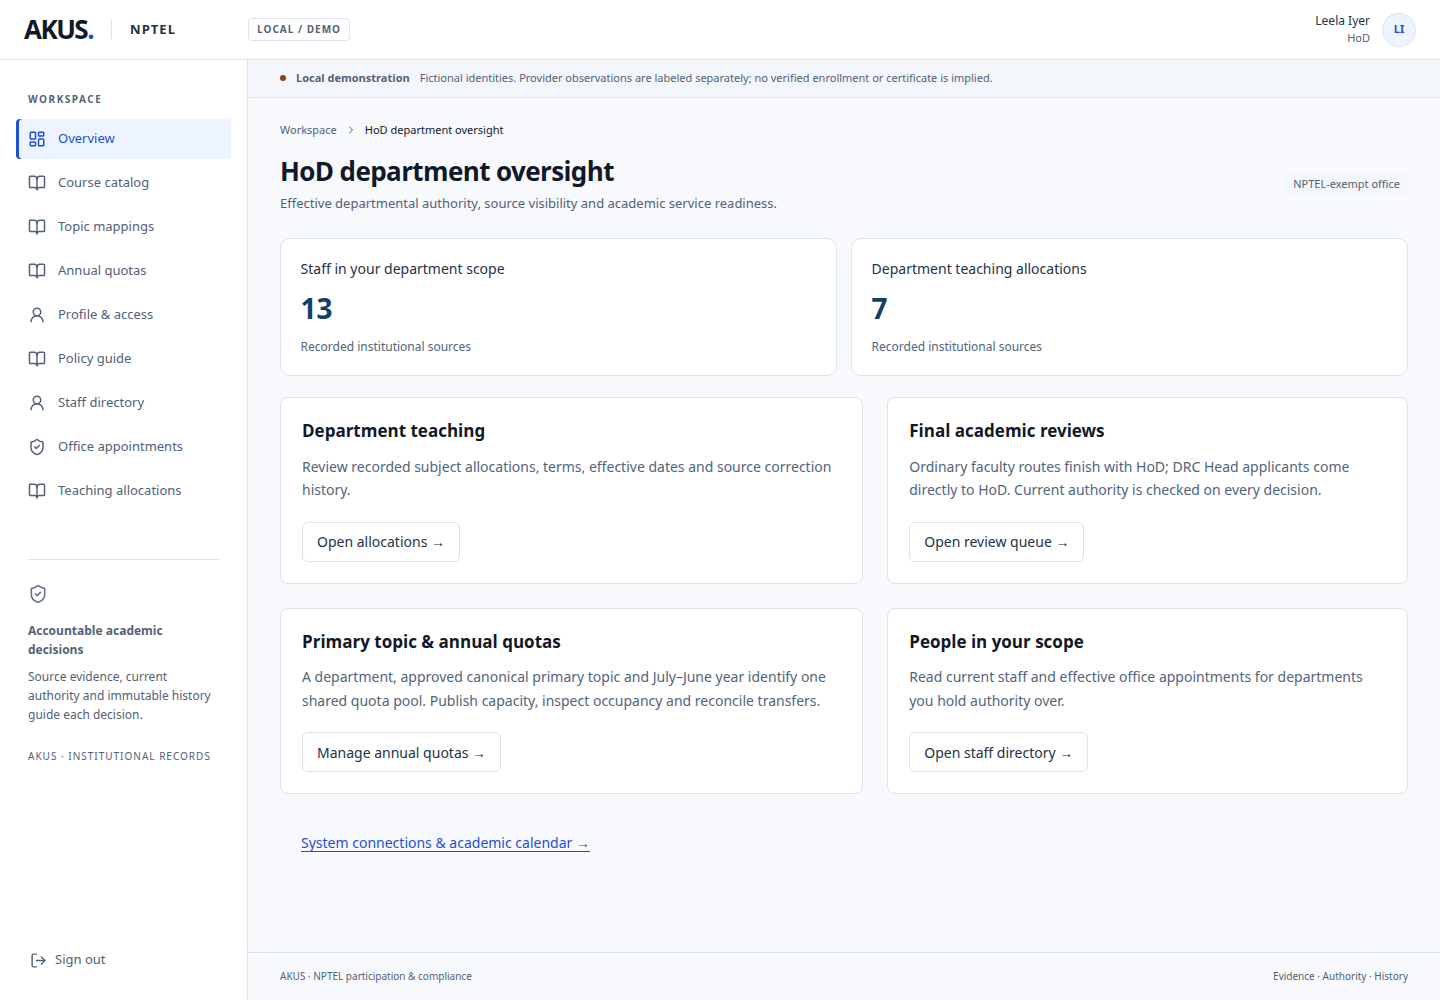 AKUS.
NPTEL
LOCAL / DEMO
Leela Iyer
HoD
LI
WORKSPACE
Overview
Course catalog
Topic mappings
Annual quotas
Profile & access
Policy guide
Staff directory
Office appointments
Teaching allocations
Accountable academic
decisions
Source evidence, current
authority and immutable history
guide each decision.
AKUS · INSTITUTIONAL RECORDS
Sign out
Local demonstration Fictional identities. Provider observations are labeled separately; no verified enrollment or certificate is implied.
Workspace > HoD department oversight
HoD department oversight
Effective departmental authority, source visibility and academic service readiness.
NPTEL-exempt office
Staff in your department scope
13
Recorded institutional sources
Department teaching allocations
7
Recorded institutional sources
Department teaching
Review recorded subject allocations, terms, effective dates and source correction
history.
Open allocations →
Final academic reviews
Ordinary faculty routes finish with HoD; DRC Head applicants come
directly to HoD. Current authority is checked on every decision.
Open review queue →
Primary topic & annual quotas
A department, approved canonical primary topic and July–June year identify one
shared quota pool. Publish capacity, inspect occupancy and reconcile transfers.
Manage annual quotas →
People in your scope
Read current staff and effective office appointments for departments
you hold authority over.
Open staff directory →
System connections & academic calendar →
AKUS · NPTEL participation & compliance
Evidence · Authority · History